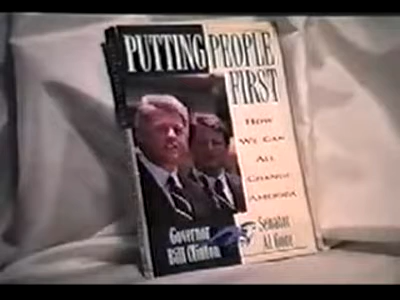 PUTTING PEOPLE
FIRST
HOW
WE CAN
ALL
CHANGE
AMERICA
Governor
Bill Clinton
Senator
Al Gore